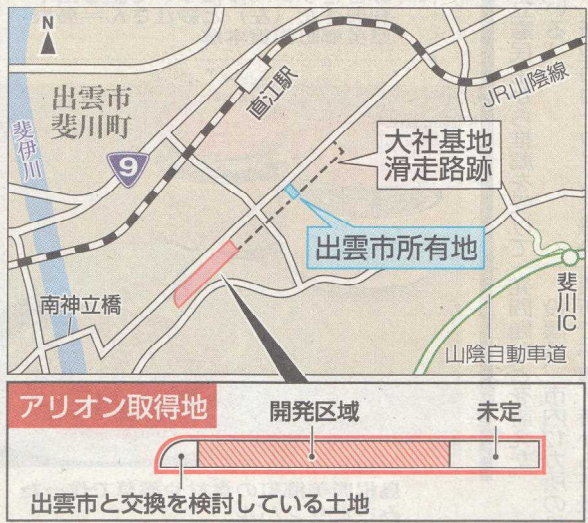 N
出雲市
斐川町
斐伊川
9
直江駅
JR山陰線
大社基地
滑走路跡
出雲市所有地
南神立橋
斐川IC
山陰自動車道
アリオン取得地
開発区域
未定
出雲市と交換を検討している土地